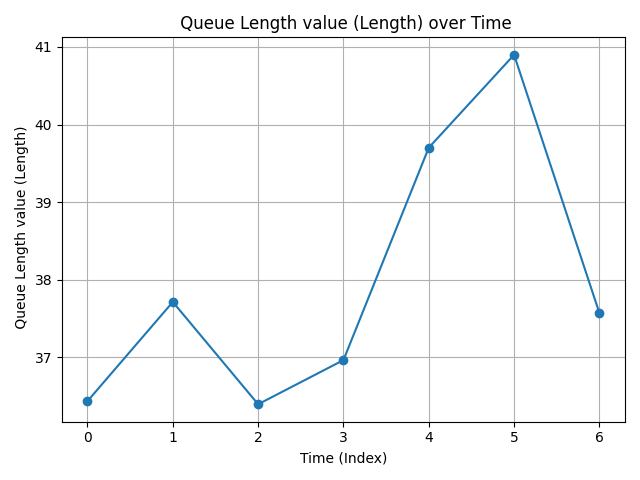 Queue Length value (Length) over Time
41
40
39
38
37
Queue Length value (Length)
0 1 2 3 4 5 6
Time (Index)